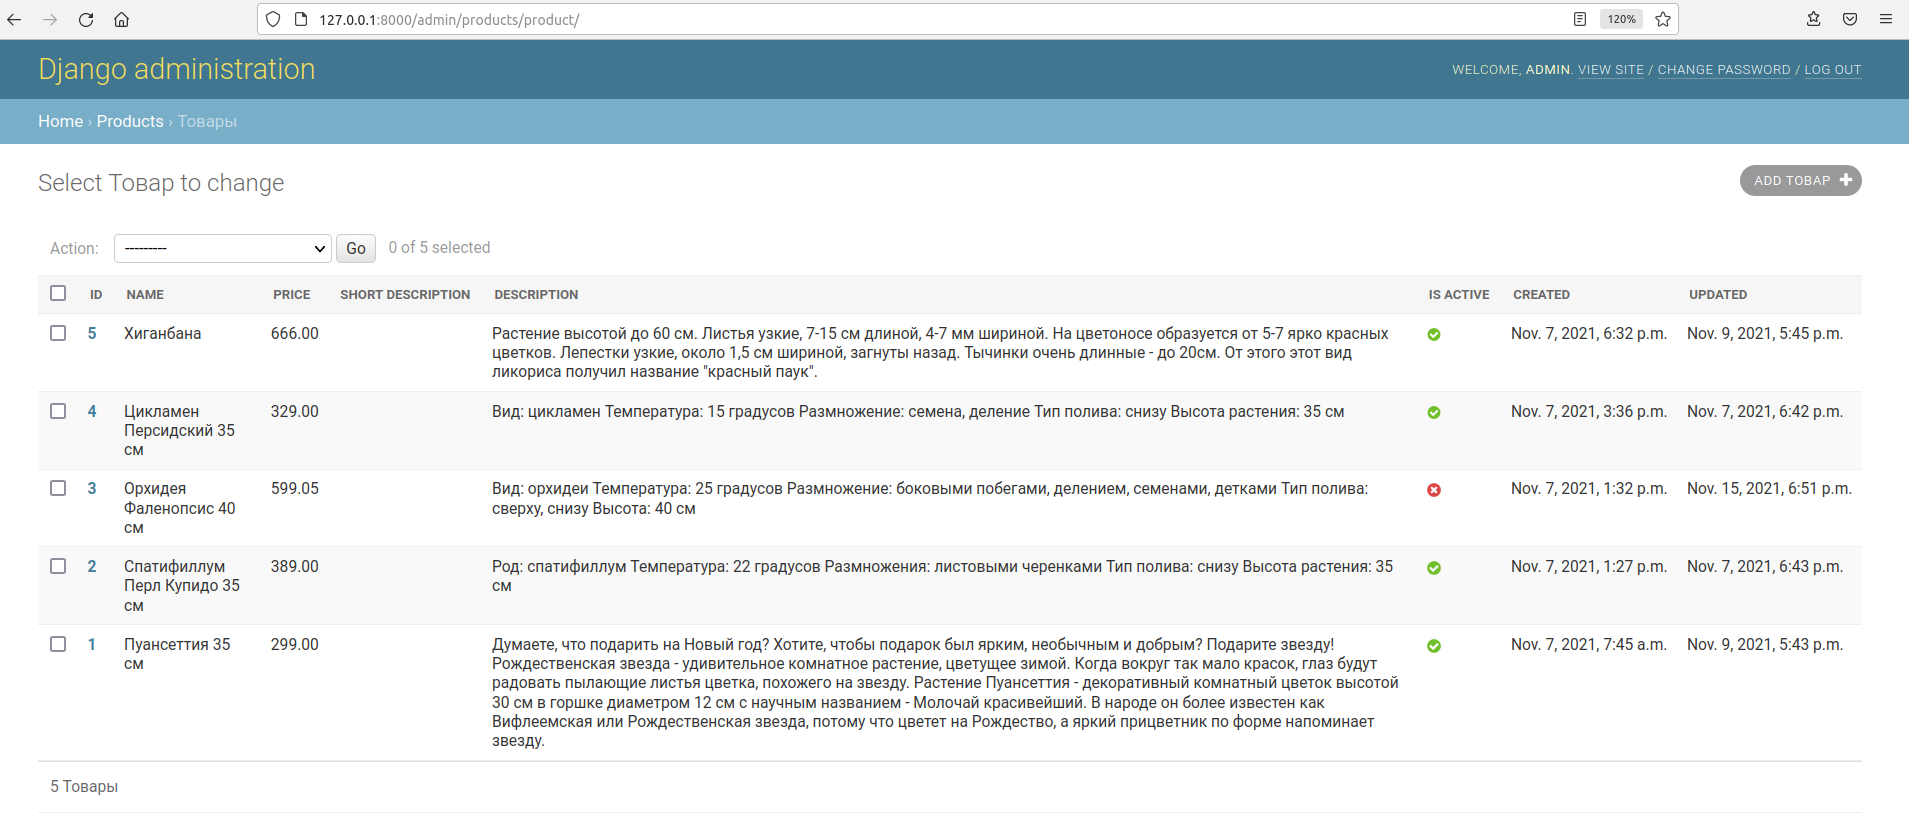 127.0.0.1:8000/admin/products/product/
120%
Django administration
WELCOME, ADMIN. VIEW SITE / CHANGE PASSWORD / LOG OUT
Home › Products › Товары
Select Товар to change
ADD ТОВАР
Action: --------- Go 0 of 5 selected
ID NAME PRICE SHORT DESCRIPTION DESCRIPTION IS ACTIVE CREATED UPDATED
5 Хиганбана 666.00 Растение высотой до 60 см. Листья узкие, 7-15 см длиной, 4-7 мм шириной. На цветоносе образуется от 5-7 ярко красных Nov. 7, 2021, 6:32 p.m. Nov. 9, 2021, 5:45 p.m.
цветков. Лепестки узкие, около 1,5 см шириной, загнуты назад. Тычинки очень длинные - до 20см. От этого этот вид
ликориса получил название "красный паук".
4 Цикламен 329.00 Вид: цикламен Температура: 15 градусов Размножение: семена, деление Тип полива: снизу Высота растения: 35 см Nov. 7, 2021, 3:36 p.m. Nov. 7, 2021, 6:42 p.m.
Персидский 35
см
3 Орхидея 599.05 Вид: орхидеи Температура: 25 градусов Размножение: боковыми побегами, делением, семенами, детками Тип полива: Nov. 7, 2021, 1:32 p.m. Nov. 15, 2021, 6:51 p.m.
Фаленопсис 40 сверху, снизу Высота: 40 см
см
2 Спатифиллум 389.00 Род: спатифиллум Температура: 22 градусов Размножения: листовыми черенками Тип полива: снизу Высота растения: 35 Nov. 7, 2021, 1:27 p.m. Nov. 7, 2021, 6:43 p.m.
Перл Купидо 35 см
см
1 Пуансеттия 35 299.00 Думаете, что подарить на Новый год? Хотите, чтобы подарок был ярким, необычным и добрым? Подарите звезду! Nov. 7, 2021, 7:45 a.m. Nov. 9, 2021, 5:43 p.m.
см Рождественская звезда - удивительное комнатное растение, цветущее зимой. Когда вокруг так мало красок, глаз будут
радовать пылающие листья цветка, похожего на звезду. Растение Пуансеттия - декоративный комнатный цветок высотой
30 см в горшке диаметром 12 см с научным названием - Молочай красивейший. В народе он более известен как
Вифлеемская или Рождественская звезда, потому что цветет на Рождество, а яркий прицветник по форме напоминает
звезду.
5 Товары